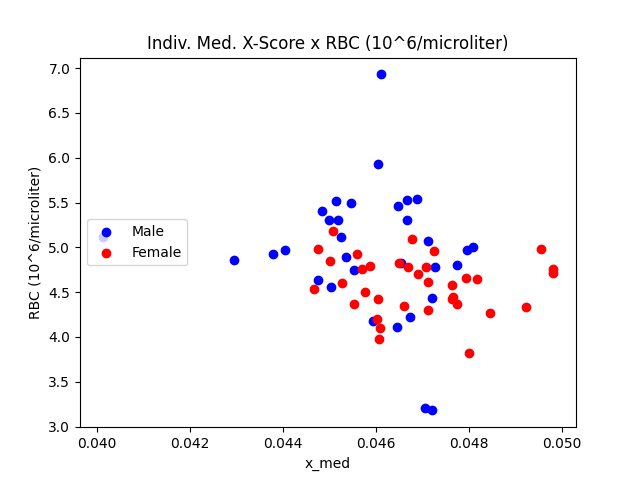 Indiv. Med. X-Score x RBC (10^6/microliter)
7.0
6.5
6.0
5.5
5.0
4.5
4.0
3.5
3.0
RBC (10^6/microliter)
Male
Female
0.040 0.042 0.044 0.046 0.048 0.050
x_med